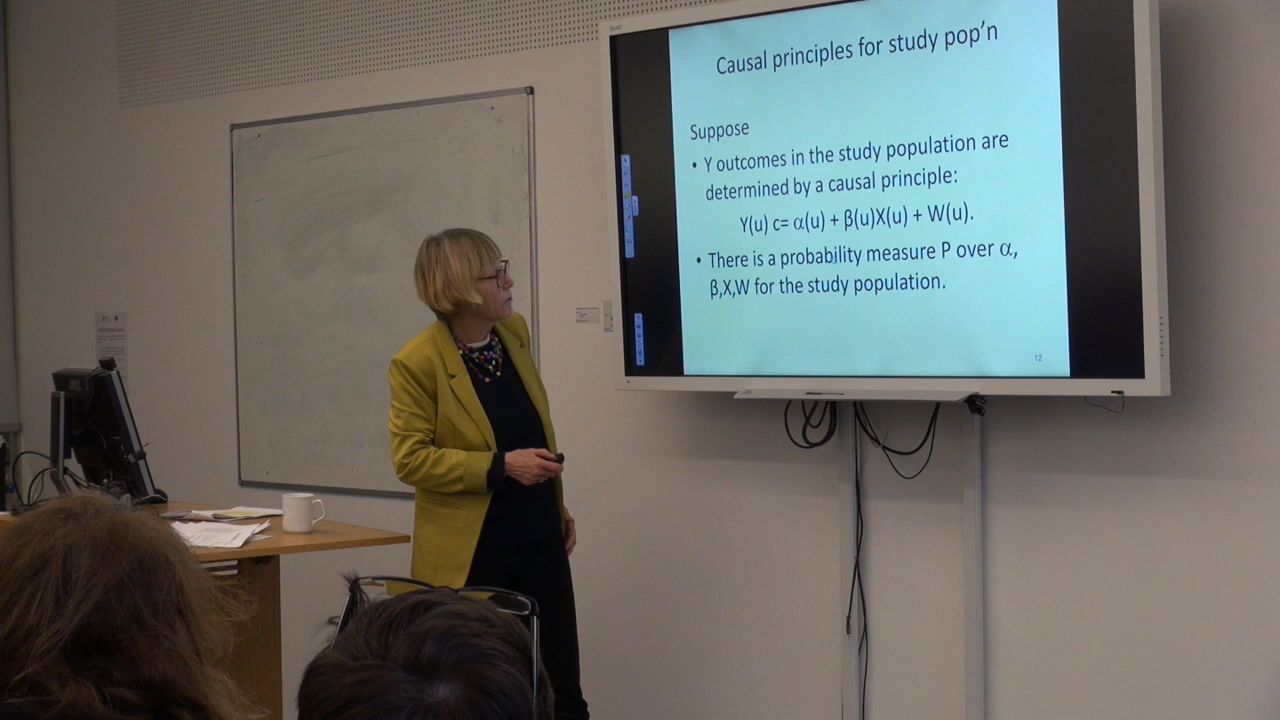 Causal principles for study pop'n
Suppose
• Y outcomes in the study population are
determined by a causal principle:
Y(u) c= α(u) + β(u)X(u) + W(u).
• There is a probability measure P over α,
β,X,W for the study population.
12